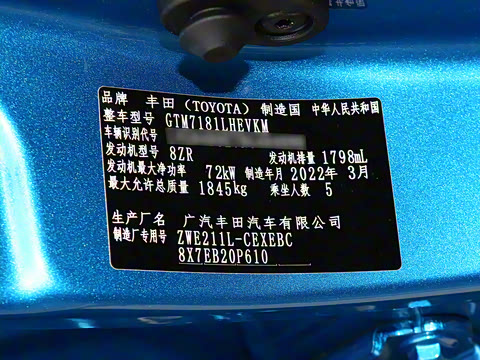 品牌 丰田（TOYOTA） 制造国 中华人民共和国
整车型号 GTM7181LHEVKM
车辆识别代号
发动机型号 8ZR 发动机排量 1798mL
发动机最大净功率 72kW 制造年月 2022年 3月
最大允许总质量 1845kg 乘坐人数 5
生产厂名 广汽丰田汽车有限公司
制造厂专用号 ZWE211L-CEXEBC
8X7EB20P610